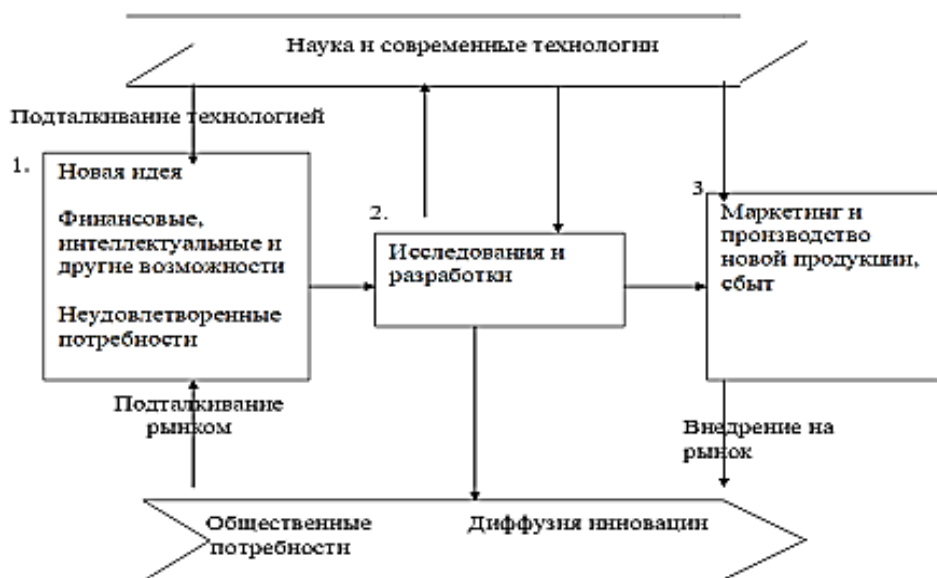 Наука и современные технологии
Подталкивание технологией
1.
Новая идея
Финансовые,
интеллектуальные и
другие возможности
Неудовлетворенные
потребности
2.
Исследования и
разработки
3
Маркетинг и
производство
новой продукции,
сбыт
Подталкивание
рынком
Внедрение на
рынок
Общественные
потребности
Диффузия инновации